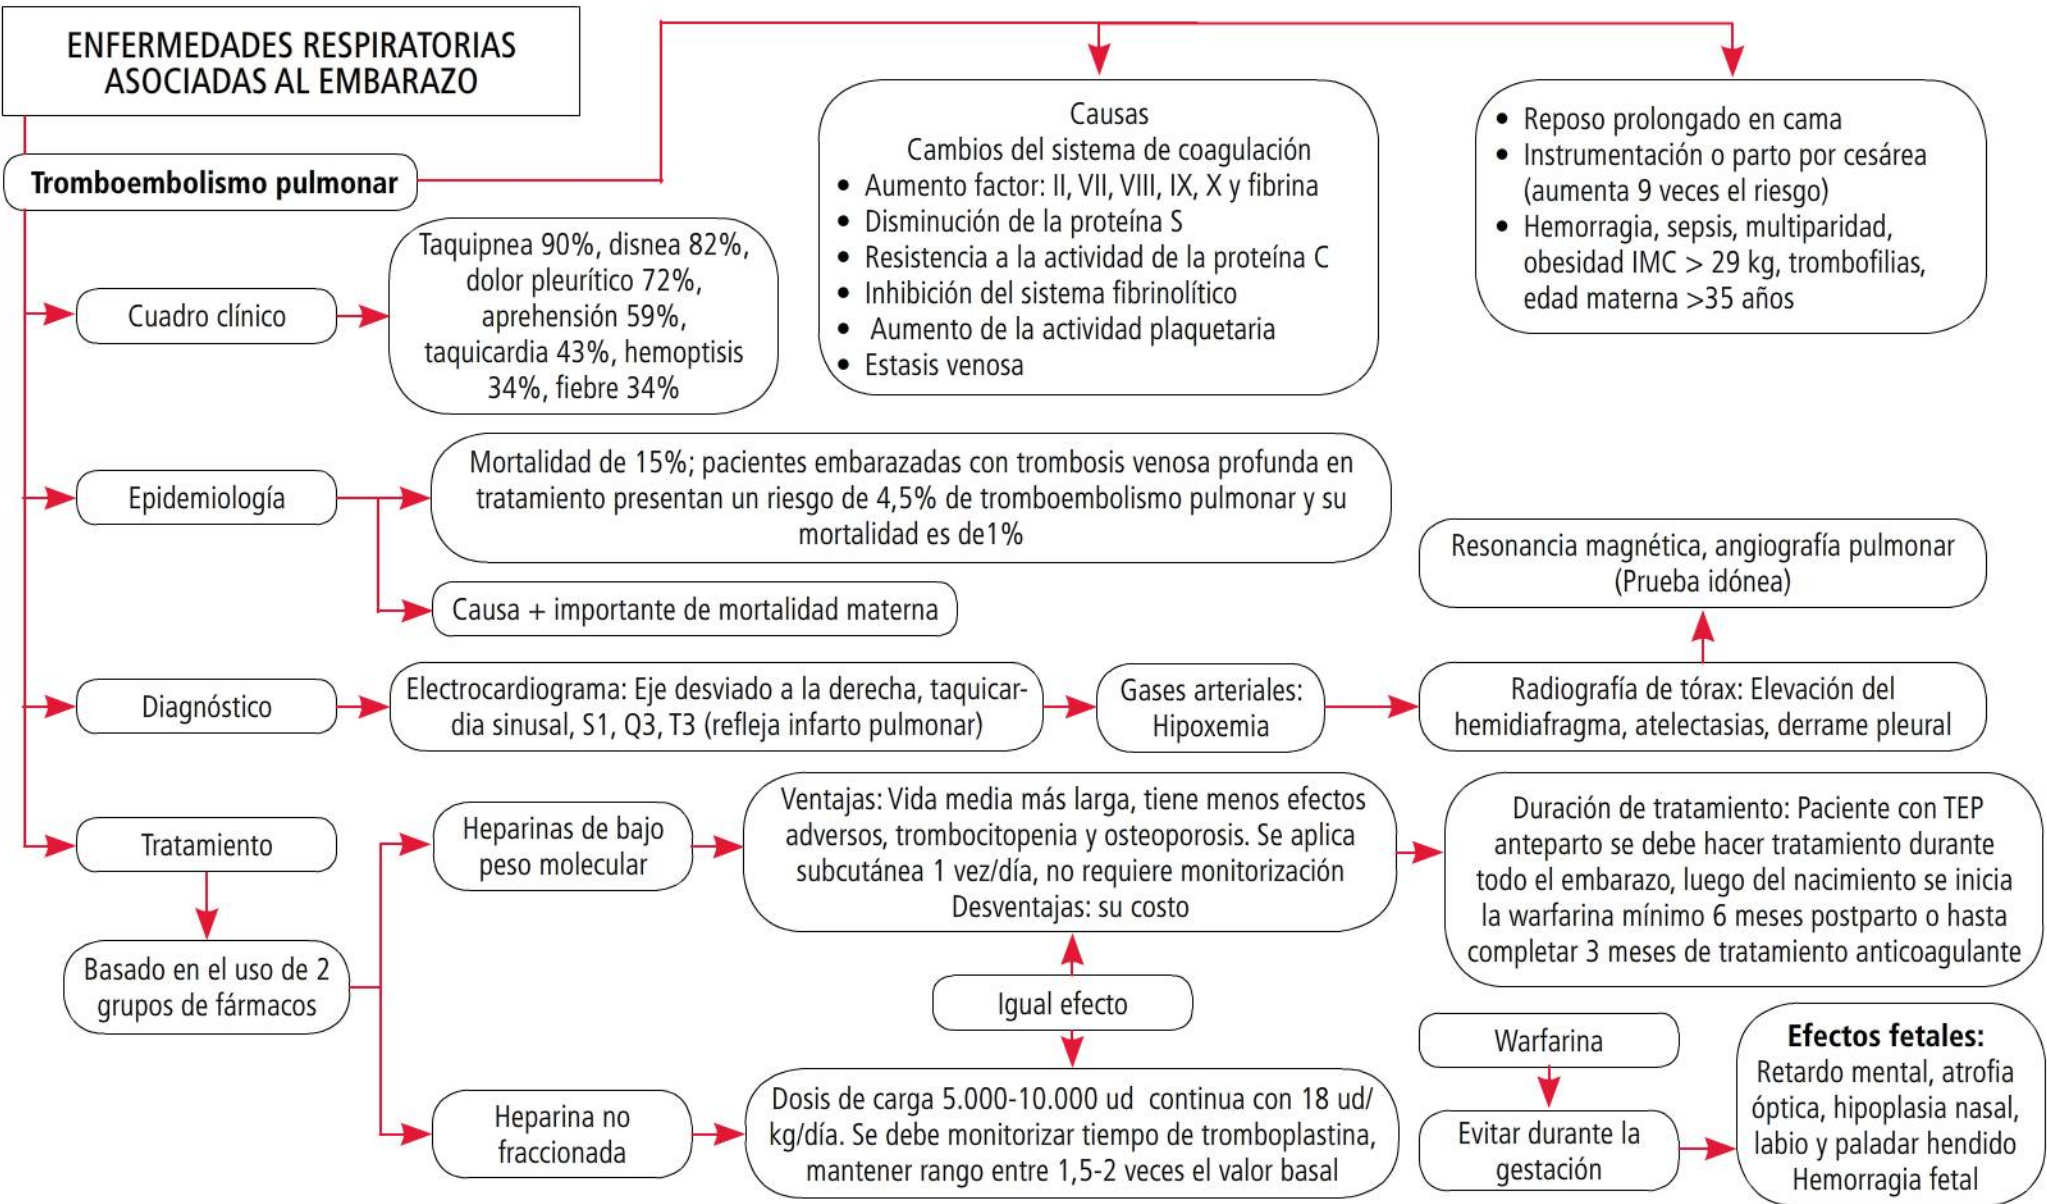 ENFERMEDADES RESPIRATORIAS
ASOCIADAS AL EMBARAZO
Tromboembolismo pulmonar
Causas
Cambios del sistema de coagulación
• Aumento factor: II, VII, VIII, IX, X y fibrina
• Disminución de la proteína S
• Resistencia a la actividad de la proteína C
• Inhibición del sistema fibrinolítico
• Aumento de la actividad plaquetaria
• Estasis venosa
• Reposo prolongado en cama
• Instrumentación o parto por cesárea
(aumenta 9 veces el riesgo)
• Hemorragia, sepsis, multiparidad,
obesidad IMC > 29 kg, trombofilias,
edad materna >35 años
Cuadro clínico
Taquipnea 90%, disnea 82%,
dolor pleurítico 72%,
aprehensión 59%,
taquicardia 43%, hemoptisis
34%, fiebre 34%
Epidemiología
Mortalidad de 15%; pacientes embarazadas con trombosis venosa profunda en
tratamiento presentan un riesgo de 4,5% de tromboembolismo pulmonar y su
mortalidad es de1%
Causa + importante de mortalidad materna
Diagnóstico
Electrocardiograma: Eje desviado a la derecha, taquicar-
dia sinusal, S1, Q3, T3 (refleja infarto pulmonar)
Gases arteriales:
Hipoxemia
Radiografía de tórax: Elevación del
hemidiafragma, atelectasias, derrame pleural
Resonancia magnética, angiografía pulmonar
(Prueba idónea)
Tratamiento
Basado en el uso de 2
grupos de fármacos
Heparinas de bajo
peso molecular
Ventajas: Vida media más larga, tiene menos efectos
adversos, trombocitopenia y osteoporosis. Se aplica
subcutánea 1 vez/día, no requiere monitorización
Desventajas: su costo
Duración de tratamiento: Paciente con TEP
anteparto se debe hacer tratamiento durante
todo el embarazo, luego del nacimiento se inicia
la warfarina mínimo 6 meses postparto o hasta
completar 3 meses de tratamiento anticoagulante
Igual efecto
Heparina no
fraccionada
Dosis de carga 5.000-10.000 ud continua con 18 ud/
kg/día. Se debe monitorizar tiempo de tromboplastina,
mantener rango entre 1,5-2 veces el valor basal
Warfarina
Evitar durante la
gestación
Efectos fetales:
Retardo mental, atrofia
óptica, hipoplasia nasal,
labio y paladar hendido
Hemorragia fetal